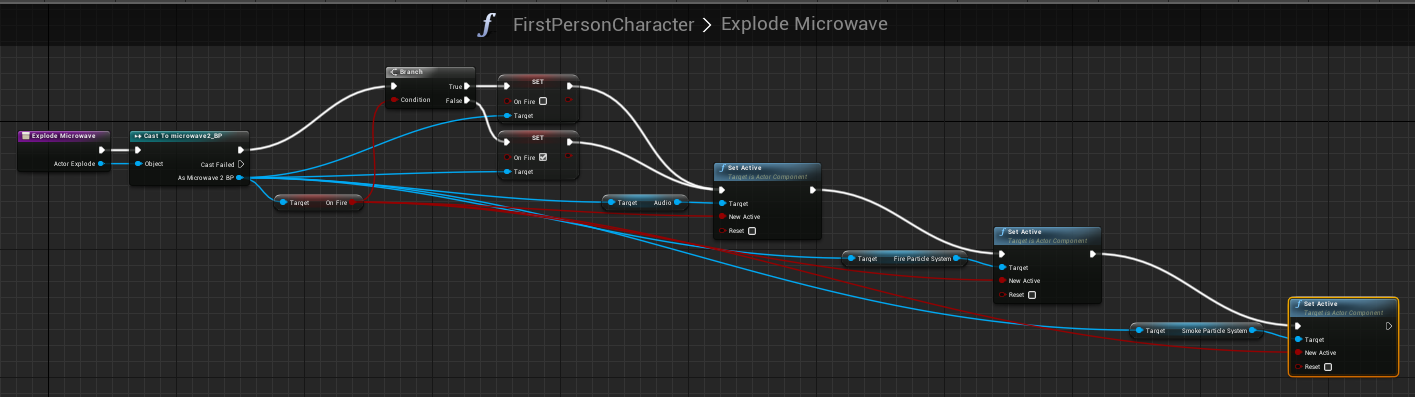 FirstPersonCharacter > Explode Microwave
Explode Microwave
Actor Explode
Cast To microwave2_BP
Object
Cast Failed
As Microwave 2 BP
Target On Fire
Branch
True
Condition False
SET
On Fire
Target
SET
On Fire
Target
Target Audio
Set Active
Target is Actor Component
Target
New Active
Reset
Target Fire Particle System
Set Active
Target is Actor Component
Target
New Active
Reset
Target Smoke Particle System
Set Active
Target is Actor Component
Target
New Active
Reset